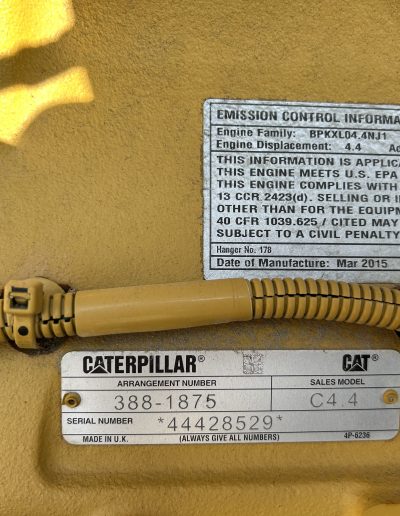 EMISSION CONTROL INFORMA
Engine Family: BPKXL04.4NJ1
Engine Displacement: 4.4 Ad
THIS INFORMATION IS APPLICA
THIS ENGINE MEETS U.S. EPA
THIS ENGINE COMPLIES WITH
13 CCR 2423(d). SELLING OR I
OTHER THAN FOR THE EQUIPM
40 CFR 1039.625 / CITED MAY
SUBJECT TO A CIVIL PENALTY
Hanger No. 178
Date of Manufacture: Mar 2015
CATERPILLAR® CAT®
ARRANGEMENT NUMBER SALES MODEL
388-1875 C4.4
SERIAL NUMBER *44428529*
MADE IN U.K. (ALWAYS GIVE ALL NUMBERS) 4P-6236